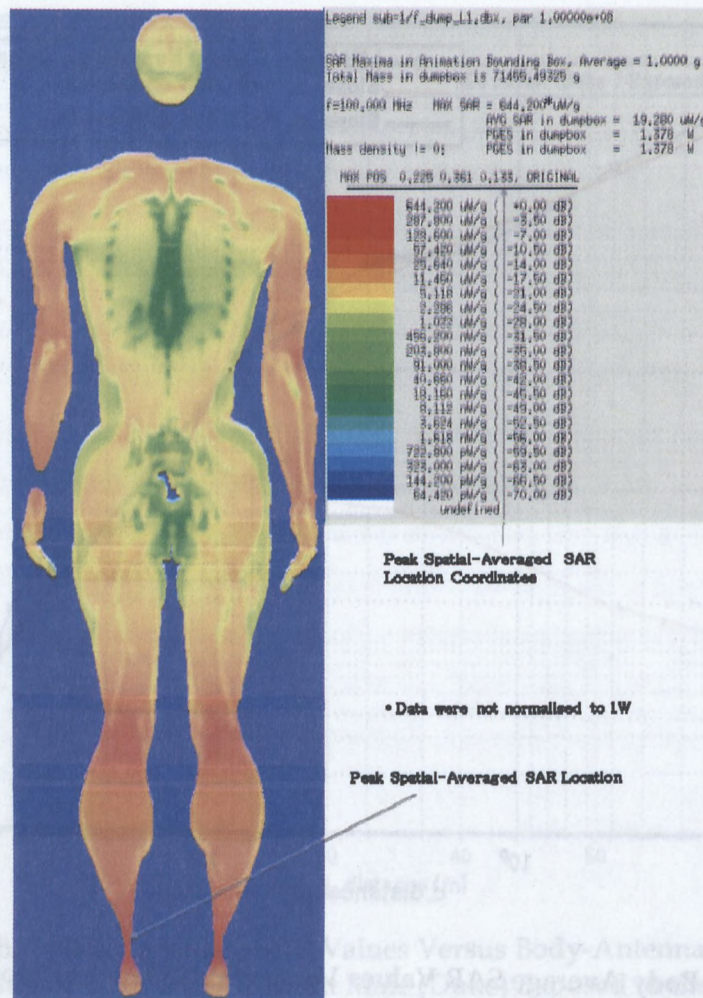 Legend sub=1/f_dump_L1.dbx, par 1.00000e+08
SAR Maxima in Animation Bounding Box, Average = 1.0000 g
Total Mass in dumpbox is 71465.49325 g
f=100.000 MHz MAX SAR = 644.200* uW/g
AVG SAR in dumpbox = 19.280 uW/g
PGES in dumpbox = 1.378 W
Mass density != 0: PGES in dumpbox = 1.378 W
MAX POS 0.225 0.361 0.133, ORIGINAL
644.200 uW/g ( +0.00 dB)
287.800 uW/g ( -3.50 dB)
128.600 uW/g ( -7.00 dB)
57.420 uW/g ( -10.50 dB)
25.640 uW/g ( -14.00 dB)
11.450 uW/g ( -17.50 dB)
5.118 uW/g ( -21.00 dB)
2.286 uW/g ( -24.50 dB)
1.022 uW/g ( -28.00 dB)
456.200 nW/g ( -31.50 dB)
203.800 nW/g ( -35.00 dB)
91.000 nW/g ( -38.50 dB)
40.660 nW/g ( -42.00 dB)
18.160 nW/g ( -45.50 dB)
8.112 nW/g ( -49.00 dB)
3.624 nW/g ( -52.50 dB)
1.618 nW/g ( -56.00 dB)
722.800 pW/g ( -59.50 dB)
323.000 pW/g ( -63.00 dB)
144.200 pW/g ( -66.50 dB)
64.420 pW/g ( -70.00 dB)
undefined
Peak Spatial-Averaged SAR
Location Coordinates
* Data were not normalised to 1W
Peak Spatial-Averaged SAR Location